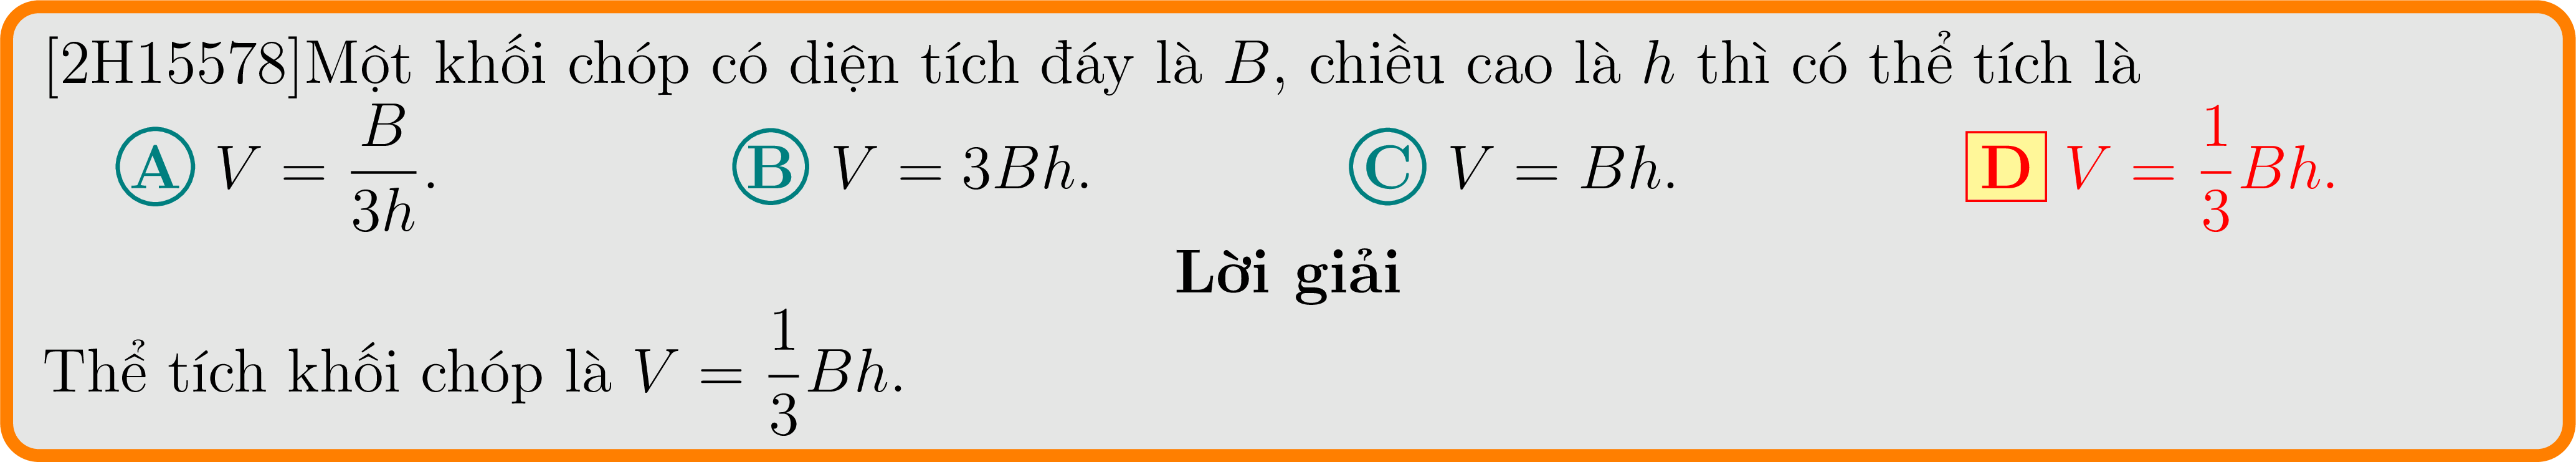 [2H15578]Một khối chóp có diện tích đáy là B, chiều cao là h thì có thể tích là
A V = \frac{B}{3h}. B V = 3Bh. C V = Bh. D V = \frac{1}{3}Bh.
Lời giải
Thể tích khối chóp là V = \frac{1}{3}Bh.